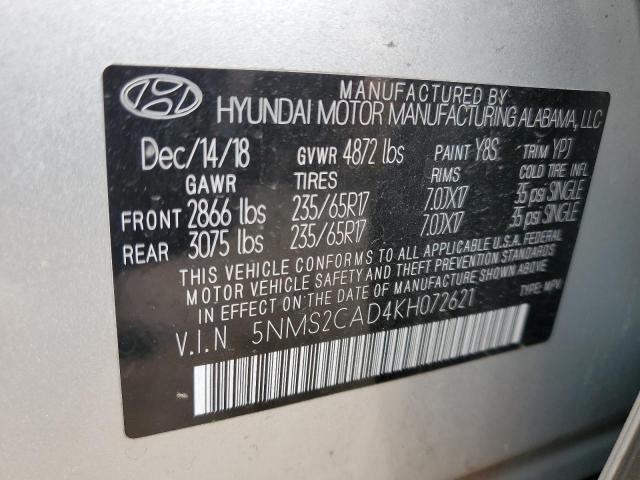 MANUFACTURED BY
HYUNDAI MOTOR MANUFACTURING ALABAMA, LLC
Dec/14/18 GVWR 4872 lbs PAINT Y8S TRIM YPJ
GAWR TIRES RIMS COLD TIRE INFL
FRONT 2866 lbs 235/65R17 7.0JX17 35 psi SINGLE
REAR 3075 lbs 235/65R17 7.0JX17 35 psi SINGLE
THIS VEHICLE CONFORMS TO ALL APPLICABLE U.S.A. FEDERAL
MOTOR VEHICLE SAFETY AND THEFT PREVENTION STANDARDS
IN EFFECT ON THE DATE OF MANUFACTURE SHOWN ABOVE.
V.I.N 5NMS2CAD4KH072621 TYPE: MPV